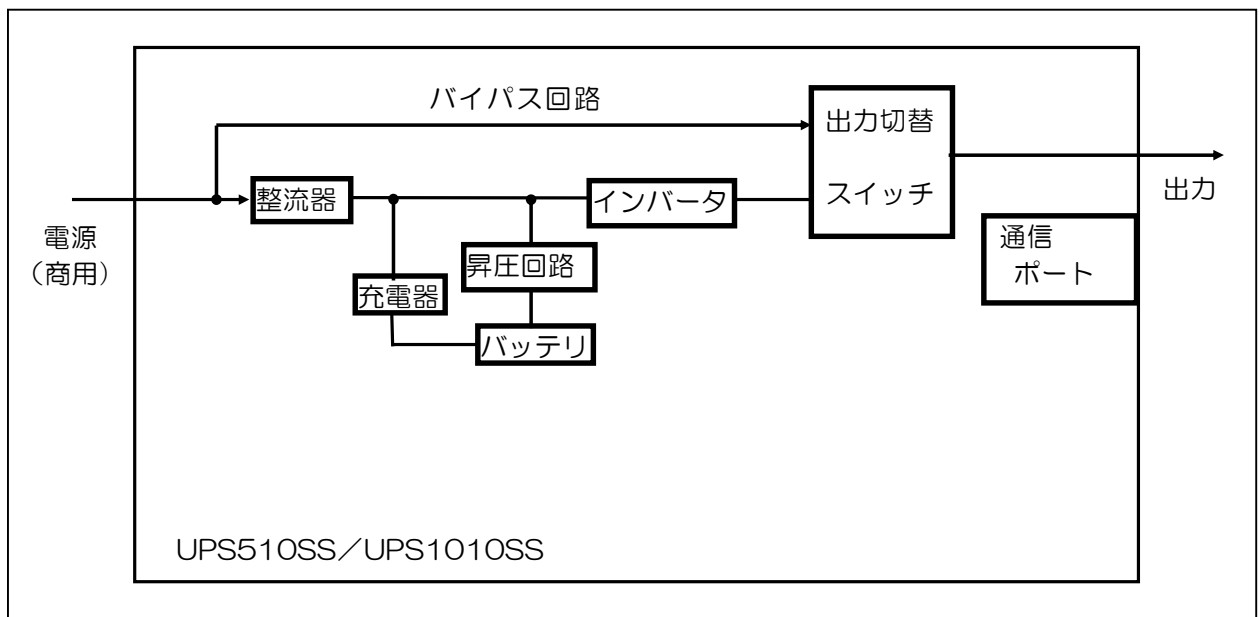 バイパス回路
出力切替
スイッチ
整流器
インバータ
出力
電源
（商用）
昇圧回路
充電器
バッテリ
通信
ポート
UPS510SS／UPS1010SS